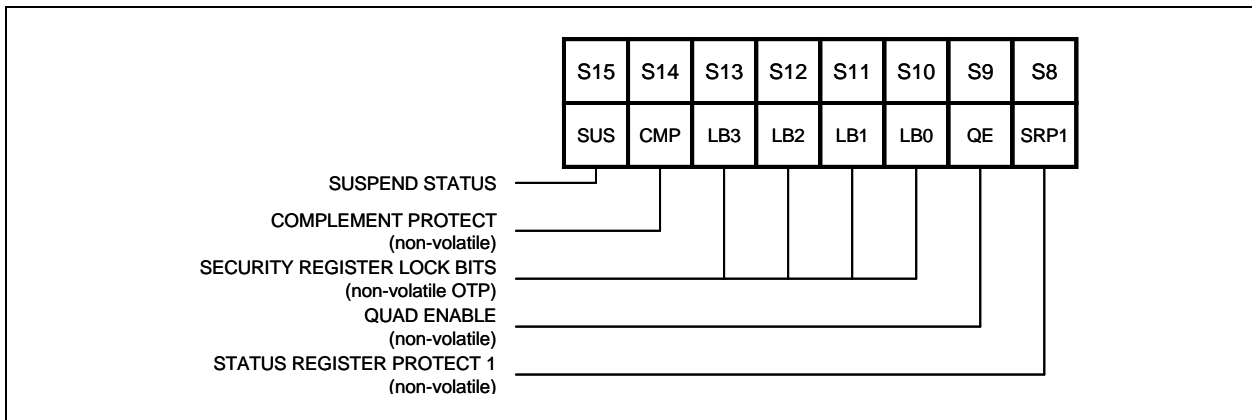 S15 S14 S13 S12 S11 S10 S9 S8
SUS CMP LB3 LB2 LB1 LB0 QE SRP1
SUSPEND STATUS
COMPLEMENT PROTECT
(non-volatile)
SECURITY REGISTER LOCK BITS
(non-volatile OTP)
QUAD ENABLE
(non-volatile)
STATUS REGISTER PROTECT 1
(non-volatile)